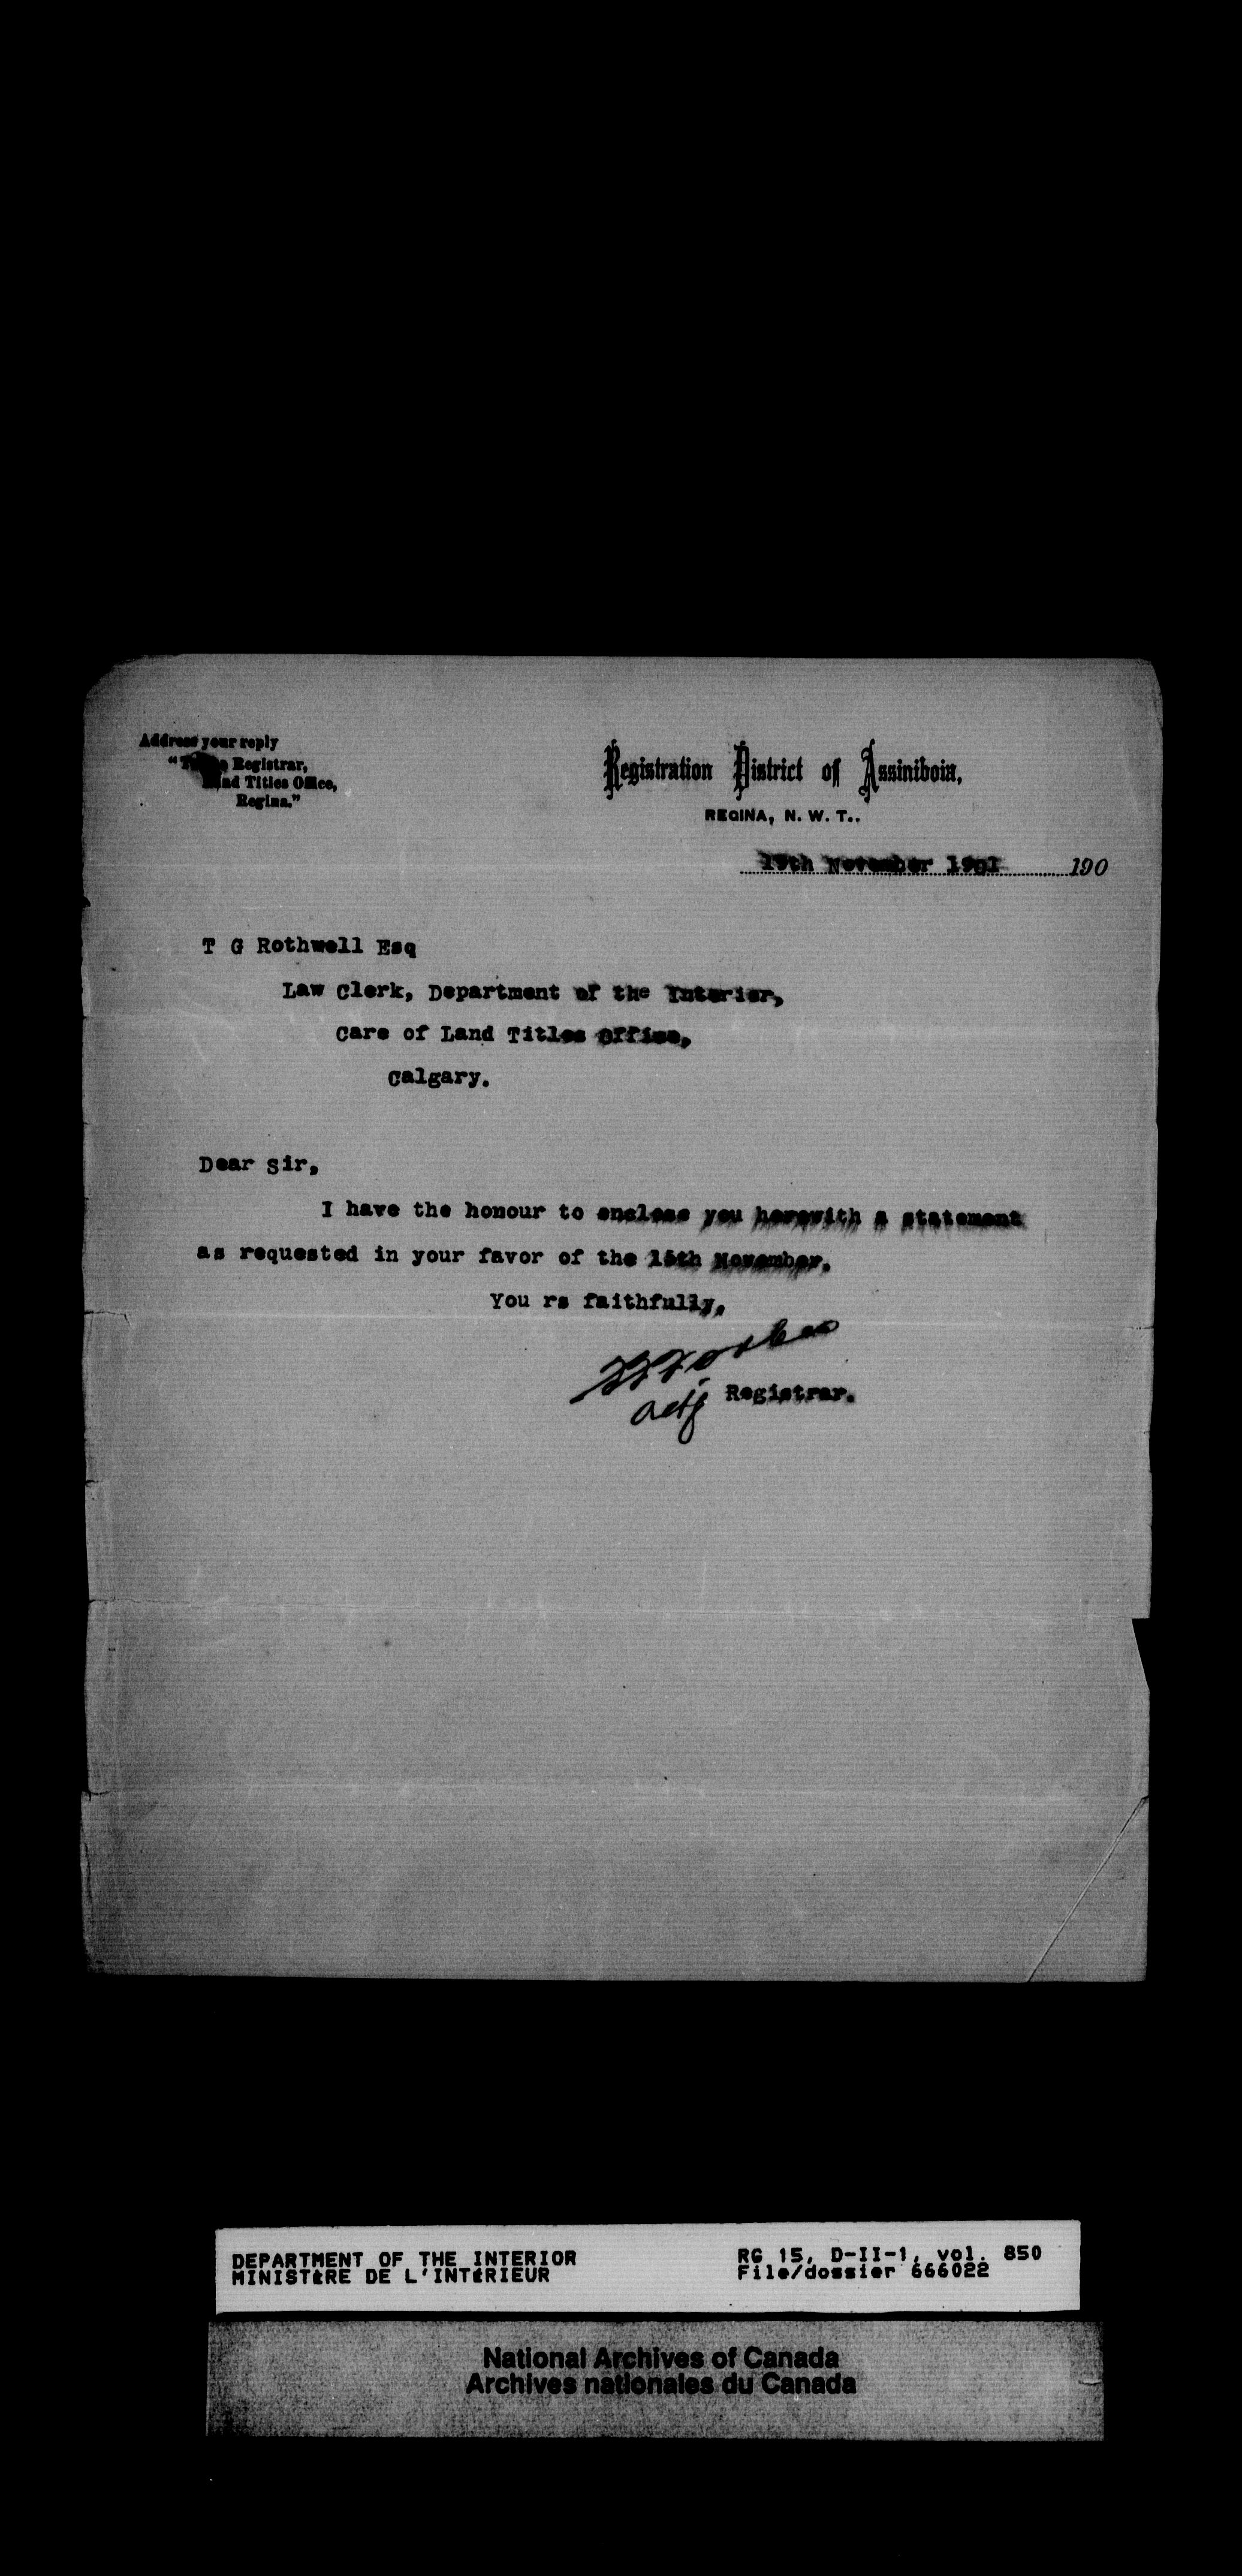 Address your reply
Registrar,
Land Titles Office,
Regina."
Registration District of Assiniboia,
REGINA, N. W. T..
19th November 1901 190
T G Rothwell Esq
Law Clerk, Department of the Interior,
Care of Land Titles Office,
Calgary.
Dear Sir,
I have the honour to enclose you herewith a statement
as requested in your favor of the 15th November.
You rs faithfully,
actg Registrar.
DEPARTMENT OF THE INTERIOR
MINISTÈRE DE L'INTÉRIEUR
RG 15, D-II-1, vol. 850
File/dossier 666022
National Archives of Canada
Archives nationales du Canada